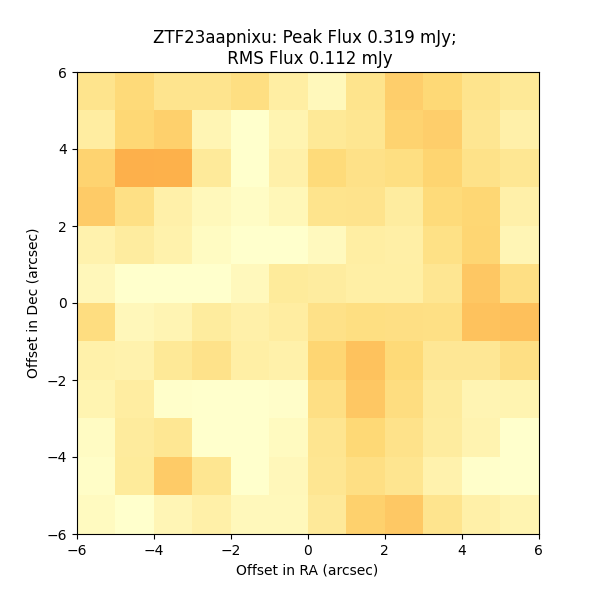 ZTF23aapnixu: Peak Flux 0.319 mJy;
RMS Flux 0.112 mJy
6
4
2
0
−2
−4
−6
Offset in Dec (arcsec)
−6 −4 −2 0 2 4 6
Offset in RA (arcsec)